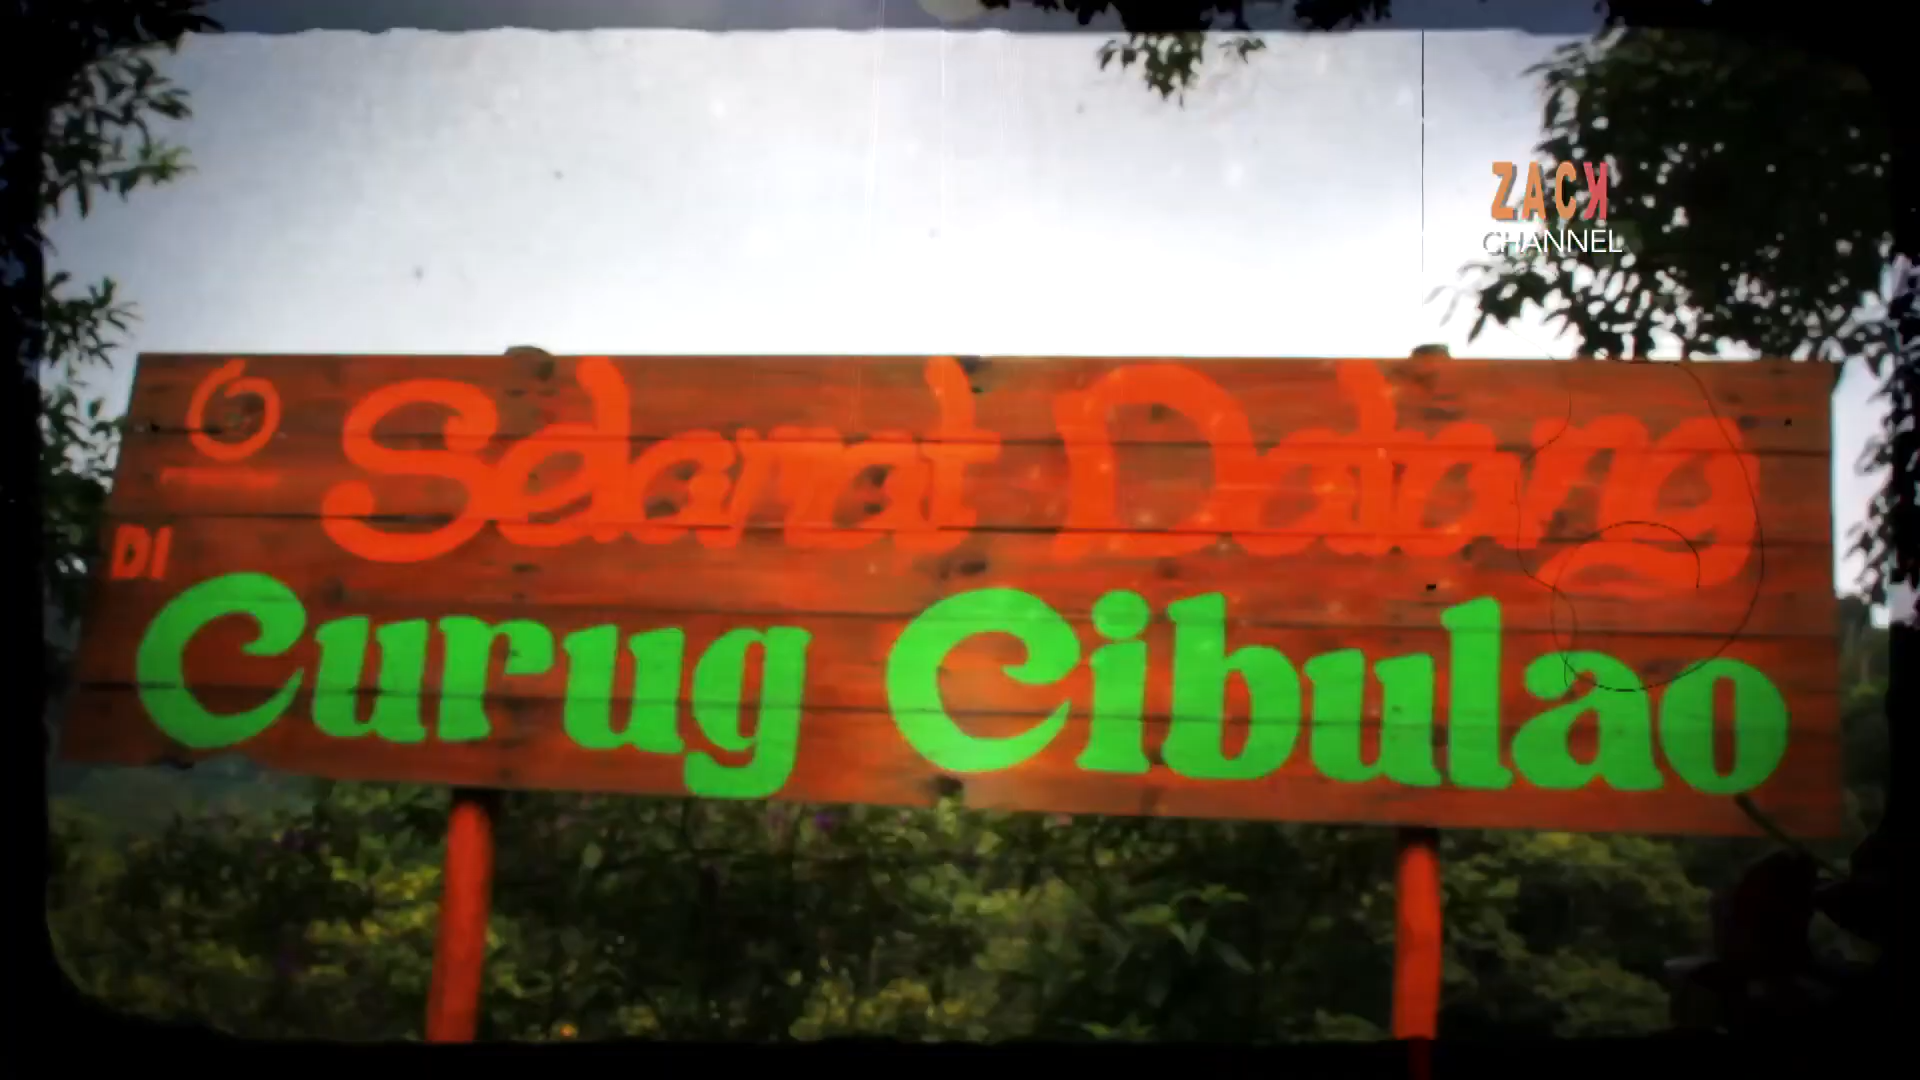 ZACK
CHANNEL
Selamat Datang
DI
Curug Cibulao